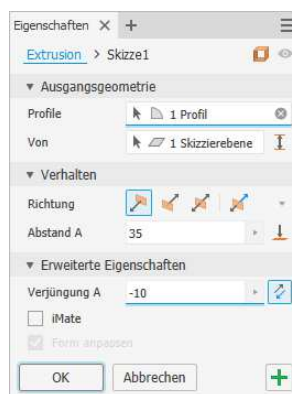 Eigenschaften × +
Extrusion > Skizze1
Ausgangsgeometrie
Profile 1 Profil
Von 1 Skizzierebene
Verhalten
Richtung
Abstand A 35
Erweiterte Eigenschaften
Verjüngung A -10
iMate
Form anpassen
OK Abbrechen